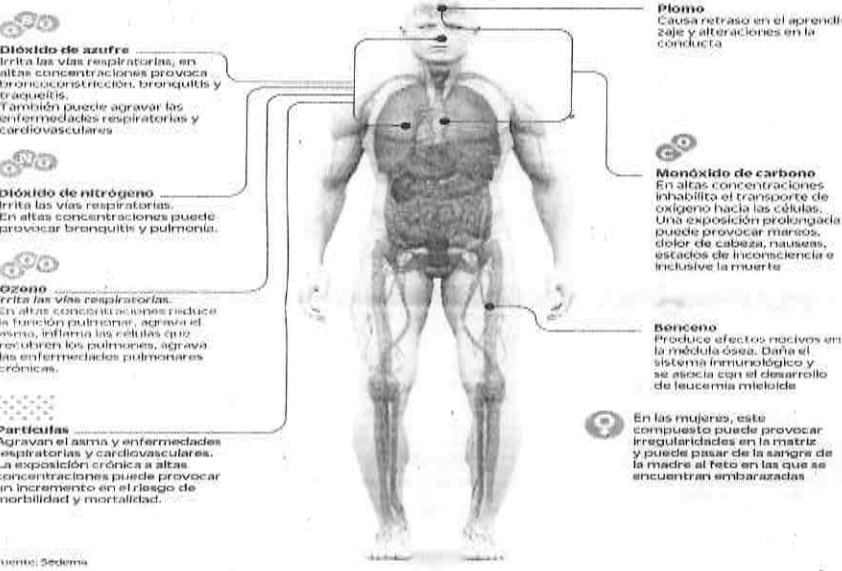 Dióxido de azufre
Irrita las vías respiratorias, en
altas concentraciones provoca
broncoconstricción, bronquitis y
traqueítis.
También puede agravar las
enfermedades respiratorias y
cardiovasculares
Dióxido de nitrógeno
Irrita las vías respiratorias.
En altas concentraciones puede
provocar bronquitis y pulmonía.
Ozono
Irrita las vías respiratorias.
En altas concentraciones reduce
la función pulmonar, agrava el
asma, inflama las células que
recubren los pulmones, agrava
las enfermedades pulmonares
crónicas.
Partículas
Agravan el asma y enfermedades
respiratorias y cardiovasculares.
La exposición crónica a altas
concentraciones puede provocar
un incremento en el riesgo de
morbilidad y mortalidad.
Fuente: Sedema
Plomo
Causa retraso en el aprendi-
zaje y alteraciones en la
conducta
C O
Monóxido de carbono
En altas concentraciones
inhabilita el transporte de
oxígeno hacia las células.
Una exposición prolongada
puede provocar mareos,
dolor de cabeza, nauseas,
estados de inconsciencia e
inclusive la muerte
Benceno
Produce efectos nocivos en
la médula ósea. Daña el
sistema inmunológico y
se asocia con el desarrollo
de leucemia mieloide
En las mujeres, este
compuesto puede provocar
irregularidades en la matriz
y puede pasar de la sangre de
la madre al feto en las que se
encuentran embarazadas